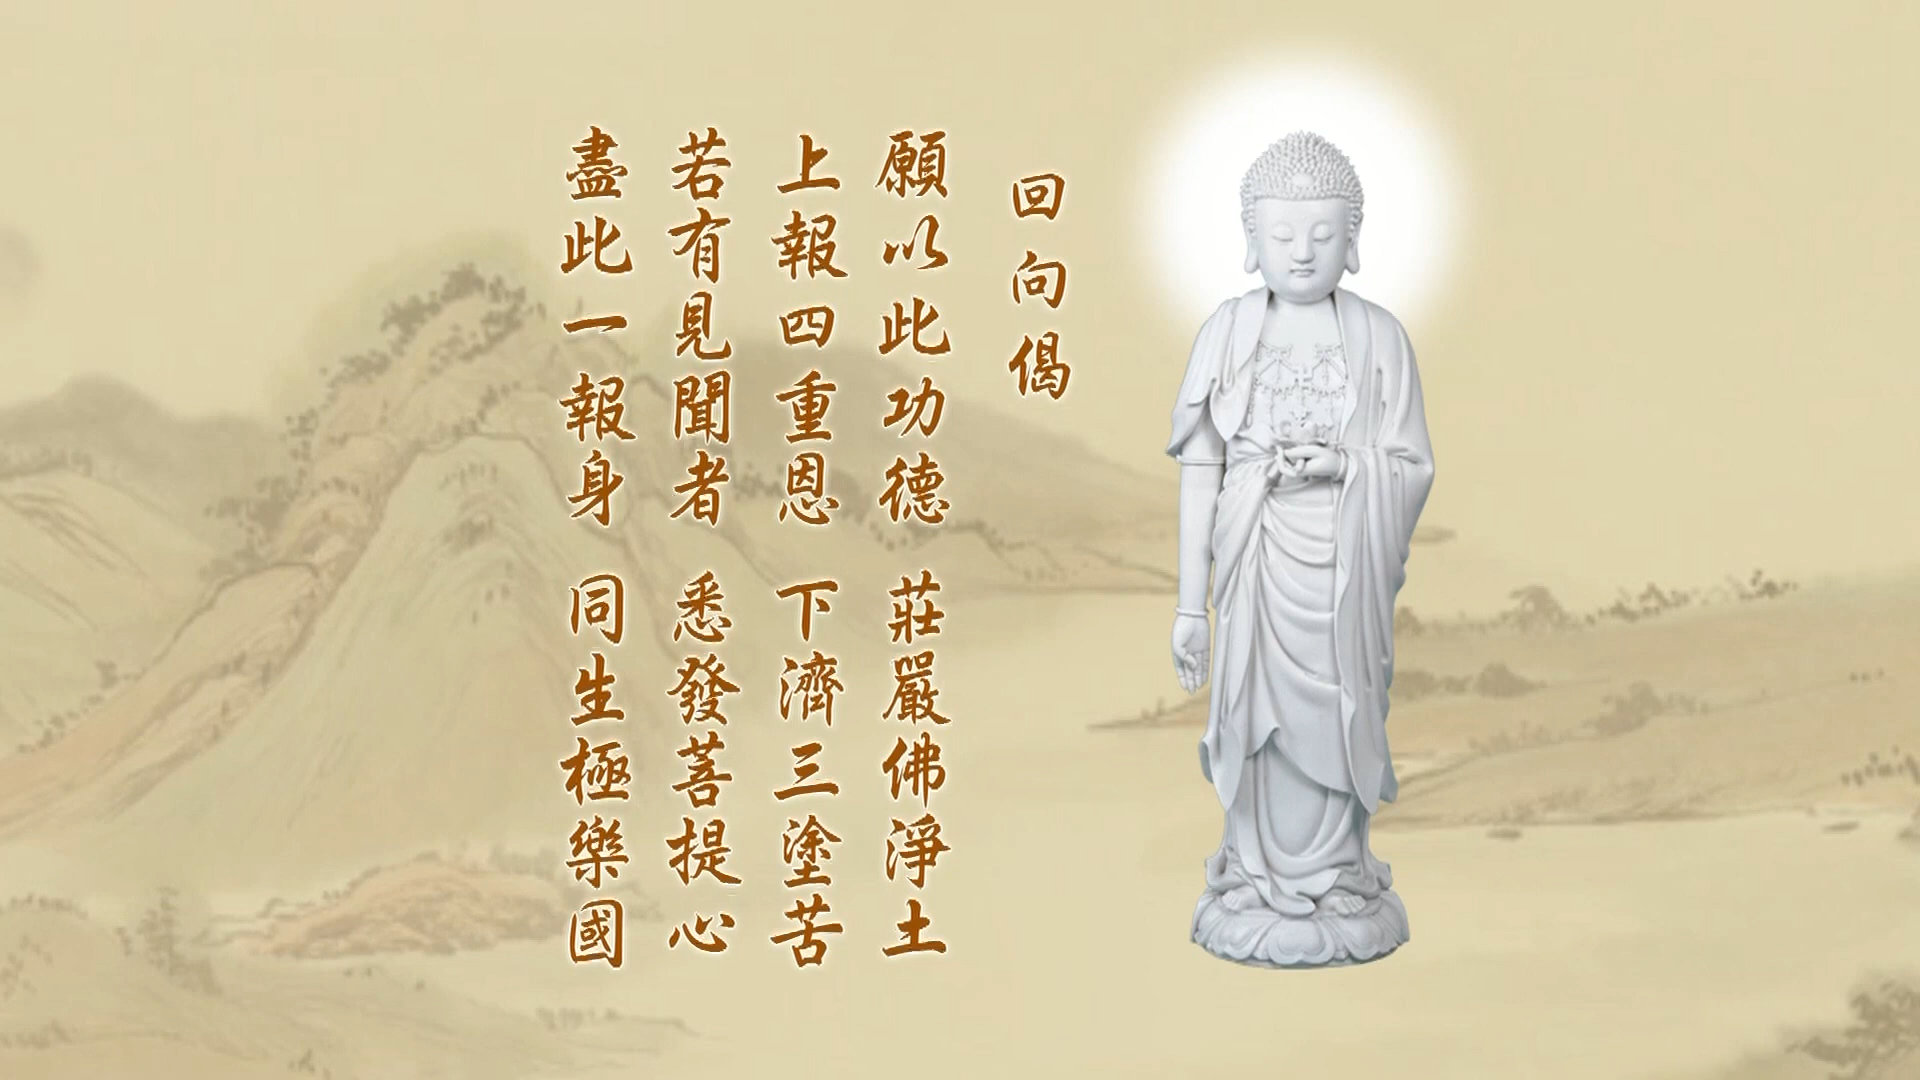 回向偈
願以此功德 莊嚴佛淨土
上報四重恩 下濟三塗苦
若有見聞者 悉發菩提心
盡此一報身 同生極樂國